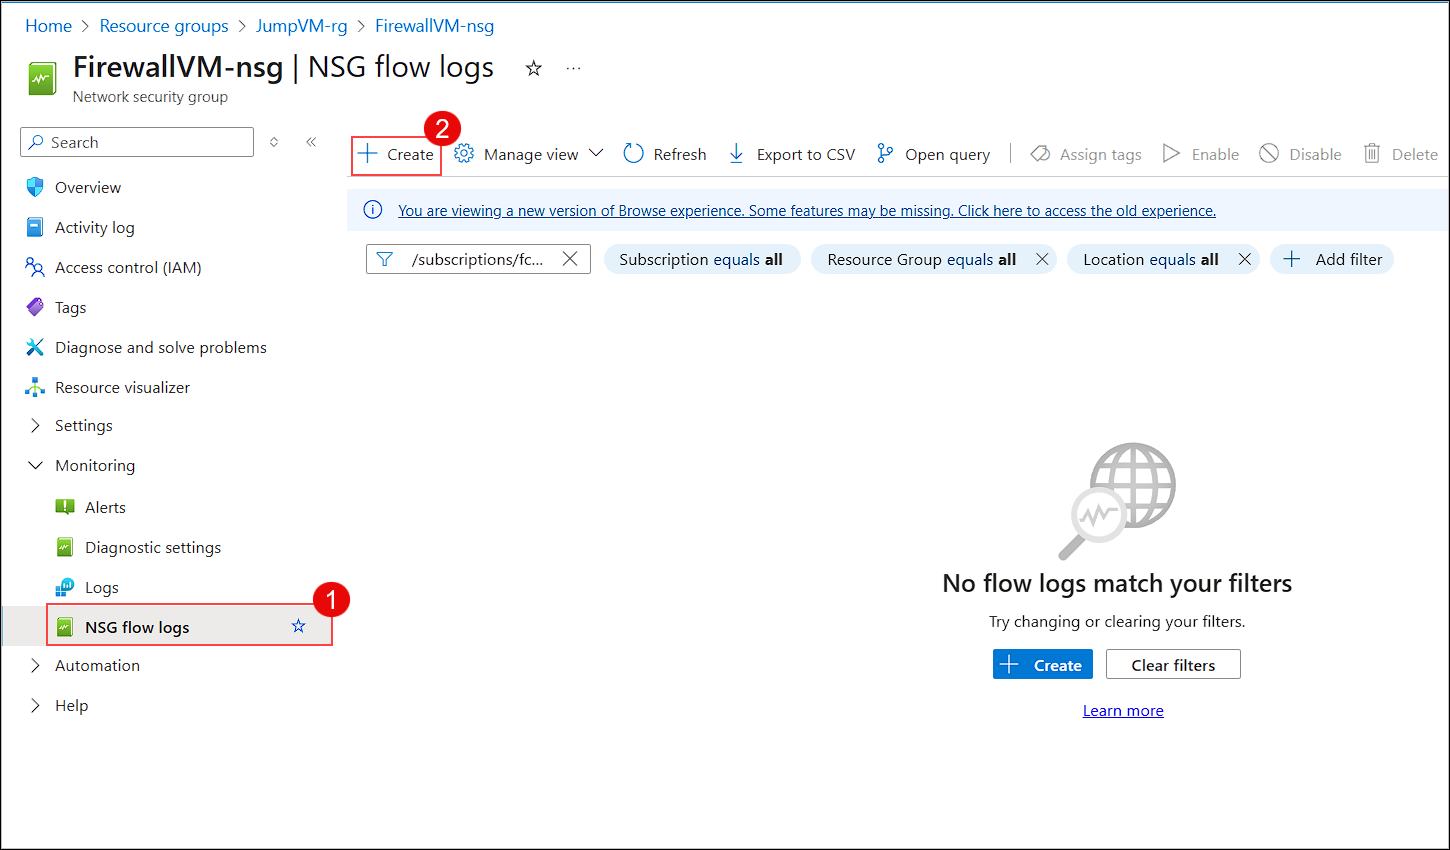 Home > Resource groups > JumpVM-rg > FirewallVM-nsg
FirewallVM-nsg | NSG flow logs
Network security group
Search
Overview
Activity log
Access control (IAM)
Tags
Diagnose and solve problems
Resource visualizer
Settings
Monitoring
Alerts
Diagnostic settings
Logs
NSG flow logs
1
Automation
Help
2
Create Manage view Refresh Export to CSV Open query Assign tags Enable Disable Delete
You are viewing a new version of Browse experience. Some features may be missing. Click here to access the old experience.
/subscriptions/fc... Subscription equals all Resource Group equals all Location equals all Add filter
No flow logs match your filters
Try changing or clearing your filters.
Create Clear filters
Learn more